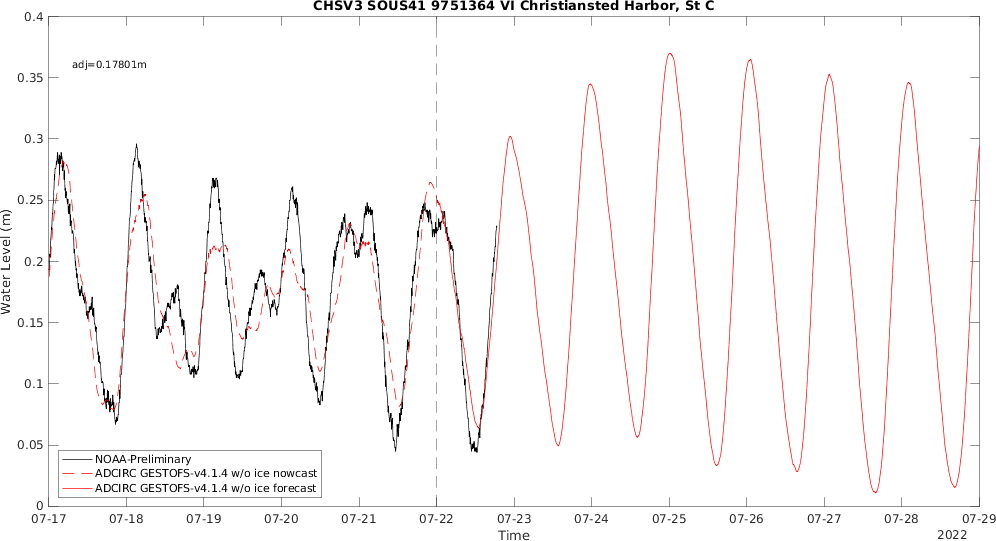 CHSV3 SOUS41 9751364 VI Christiansted Harbor, St C
adj=0.17801m
Water Level (m)
0.4
0.35
0.3
0.25
0.2
0.15
0.1
0.05
0
NOAA-Preliminary
ADCIRC GESTOFS-v4.1.4 w/o ice nowcast
ADCIRC GESTOFS-v4.1.4 w/o ice forecast
07-17 07-18 07-19 07-20 07-21 07-22 07-23 07-24 07-25 07-26 07-27 07-28 07-29
Time
2022